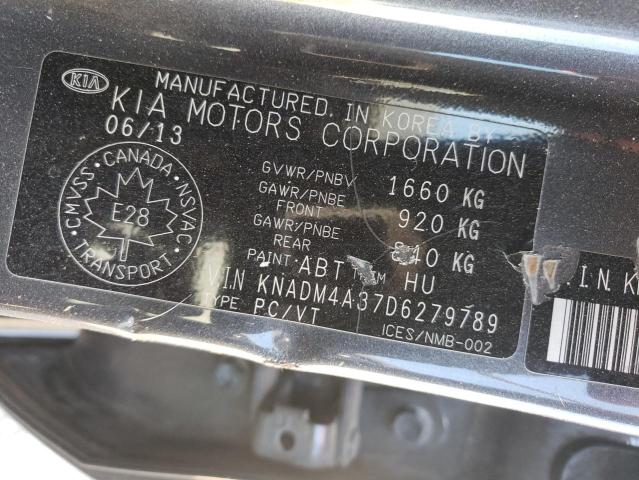 KIA
MANUFACTURED. IN KOREA BY
KIA MOTORS CORPORATION
06/13
CMVSS · CANADA · NSVAC
E28
TRANSPORT
GVWR/PNBV 1660 KG
GAWR/PNBE
FRONT 920 KG
GAWR/PNBE
REAR 840 KG
PAINT ABT TRIM HU
VIN KNADM4A37D6279789
TYPE PC/VT
ICES/NMB-002